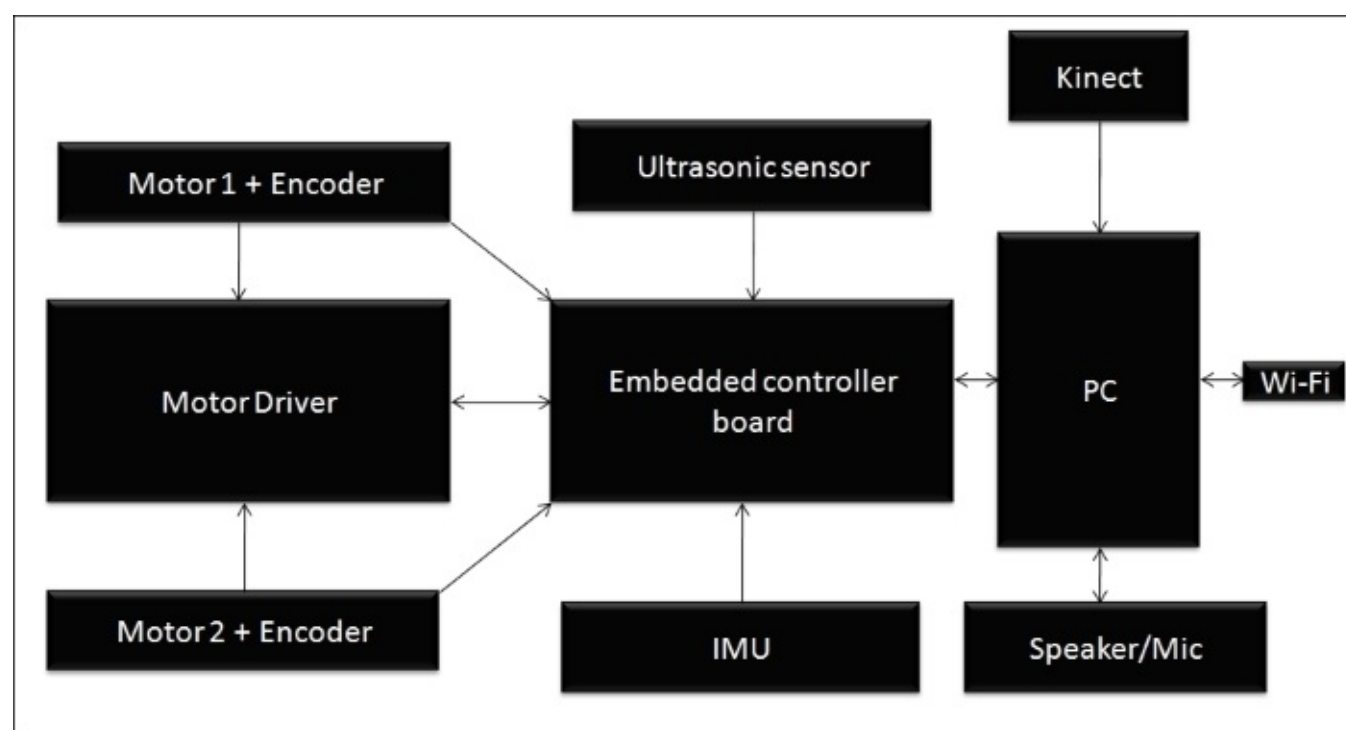 Kinect
Ultrasonic sensor
Motor 1 + Encoder
Motor Driver
Embedded controller
board
PC
Wi-Fi
Motor 2 + Encoder
IMU
Speaker/Mic